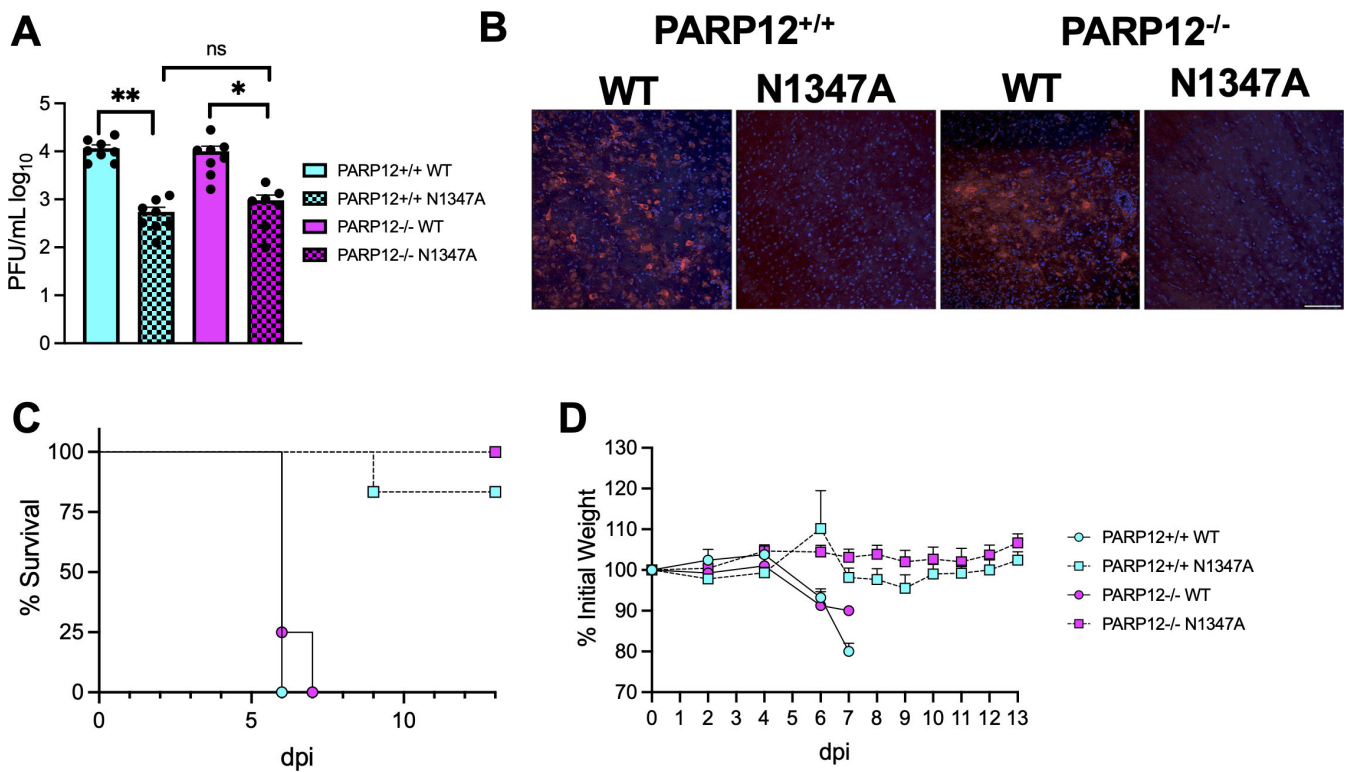 A
ns
**
*
PFU/mL log10
5
4
3
2
1
0
PARP12+/+ WT
PARP12+/+ N1347A
PARP12-/- WT
PARP12-/- N1347A
B
PARP12+/+
PARP12-/-
WT
N1347A
WT
N1347A
C
% Survival
100
75
50
25
0
0
5
10
dpi
D
% Initial Weight
130
120
110
100
90
80
70
0 1 2 3 4 5 6 7 8 9 10 11 12 13
dpi
PARP12+/+ WT
PARP12+/+ N1347A
PARP12-/- WT
PARP12-/- N1347A